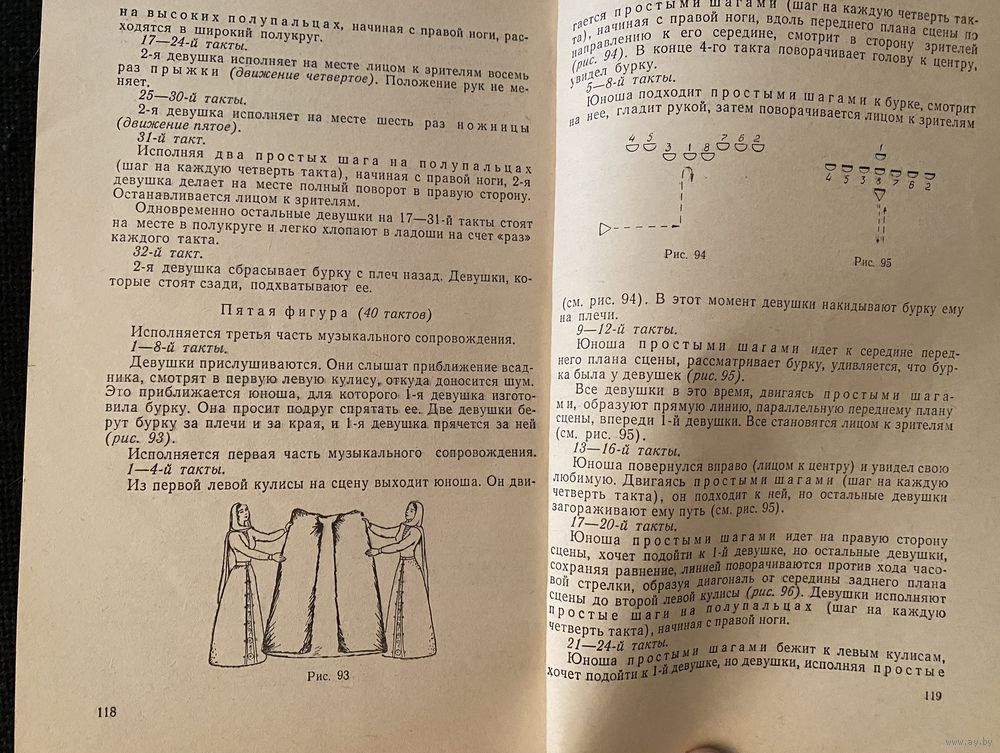 на высоких полупальцах, начиная с правой ноги, рас-
ходятся в широкий полукруг.
17—24-й такты.
2-я девушка исполняет на месте лицом к зрителям восемь
раз прыжки (движение четвертое). Положение рук не ме-
няет.
25—30-й такты.
2-я девушка исполняет на месте шесть раз ножницы
(движение пятое).
31-й такт.
Исполняя два простых шага на полупальцах
(шаг на каждую четверть такта), начиная с правой ноги, 2-я
девушка делает на месте полный поворот в правую сторону.
Останавливается лицом к зрителям.
Одновременно остальные девушки на 17—31-й такты стоят
на месте в полукруге и легко хлопают в ладоши на счет «раз»
каждого такта.
32-й такт.
2-я девушка сбрасывает бурку с плеч назад. Девушки, ко-
торые стоят сзади, подхватывают ее.
Пятая фигура (40 тактов)
Исполняется третья часть музыкального сопровождения.
1—8-й такты.
Девушки прислушиваются. Они слышат приближение всад-
ника, смотрят в первую левую кулису, откуда доносится шум.
Это приближается юноша, для которого 1-я девушка изгото-
вила бурку. Она просит подруг спрятать ее. Две девушки бе-
рут бурку за плечи и за края, и 1-я девушка прячется за ней
(рис. 93).
Исполняется первая часть музыкального сопровождения.
1—4-й такты.
Из первой левой кулисы на сцену выходит юноша. Он дви-
Рис. 93
118
гается простыми шагами (шаг на каждую четверть так-
та), начиная с правой ноги, вдоль переднего плана сцены по
направлению к его середине, смотрит в сторону зрителей
(рис. 94). В конце 4-го такта поворачивает голову к центру,
увидел бурку.
5—8-й такты.
Юноша подходит простыми шагами к бурке, смотрит
на нее, гладит рукой, затем поворачивается лицом к зрителям
4 5 3 1 8 7 6 2
Рис. 94
1
4 5 3 8 7 6 2
Рис. 95
(см. рис. 94). В этот момент девушки накидывают бурку ему
на плечи.
9—12-й такты.
Юноша простыми шагами идет к середине перед-
него плана сцены, рассматривает бурку, удивляется, что бур-
ка была у девушек (рис. 95).
Все девушки в это время, двигаясь простыми шага-
ми, образуют прямую линию, параллельную переднему плану
сцены, впереди 1-й девушки. Все становятся лицом к зрителям
(см. рис. 95).
13—16-й такты.
Юноша повернулся вправо (лицом к центру) и увидел свою
любимую. Двигаясь простыми шагами (шаг на каждую
четверть такта), он подходит к ней, но остальные девушки
загораживают ему путь (см. рис. 95).
17—20-й такты.
Юноша простыми шагами идет на правую сторону
сцены, хочет подойти к 1-й девушке, но остальные девушки,
сохраняя равнение, линией поворачиваются против хода часо-
вой стрелки, образуя диагональ от середины заднего плана
сцены до второй левой кулисы (рис. 96). Девушки исполняют
простые шаги на полупальцах (шаг на каждую
четверть такта), начиная с правой ноги.
21—24-й такты.
Юноша простыми шагами бежит к левым кулисам,
хочет подойти к 1-й девушке, но девушки, исполняя простые
119
www.ay.by